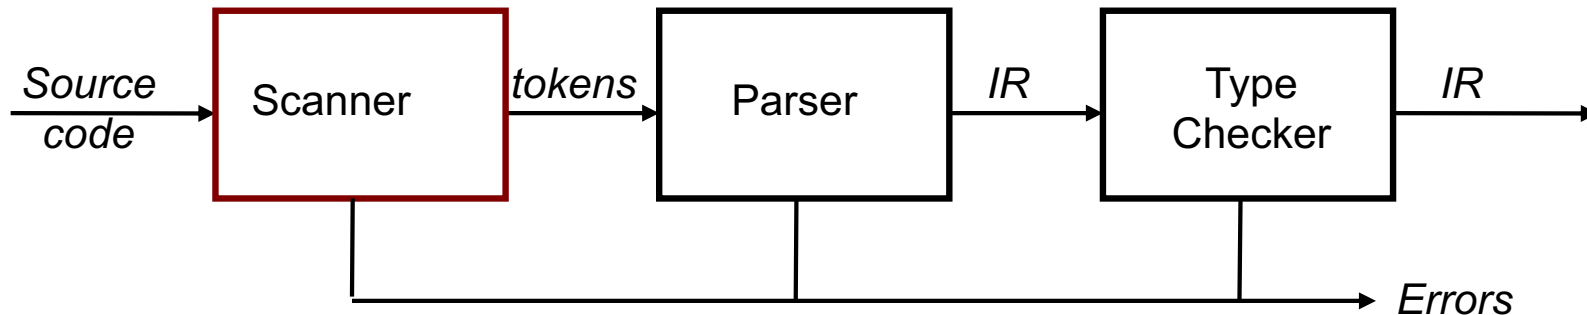 Source
code
Scanner
tokens
Parser
IR
Type
Checker
IR
Errors